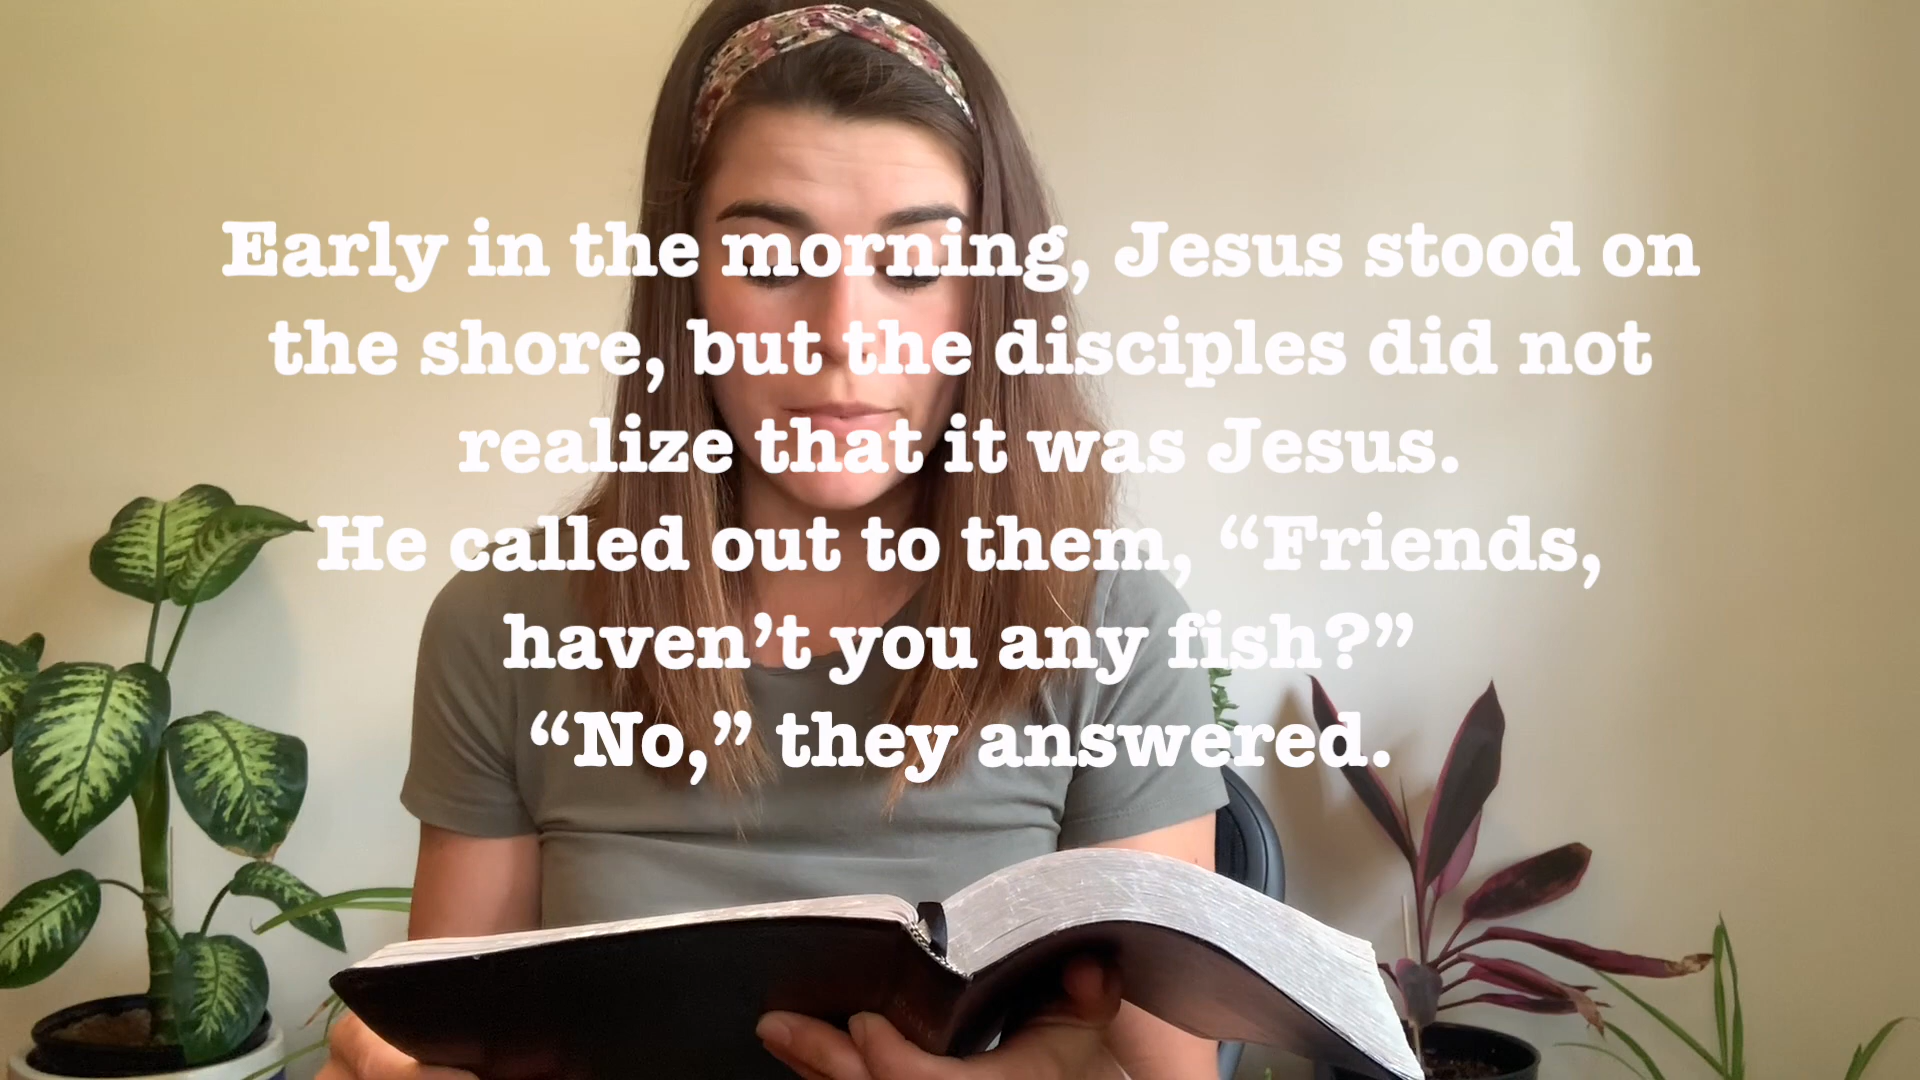 Early in the morning, Jesus stood on
the shore, but the disciples did not
realize that it was Jesus.
He called out to them, “Friends,
haven’t you any fish?”
“No,” they answered.